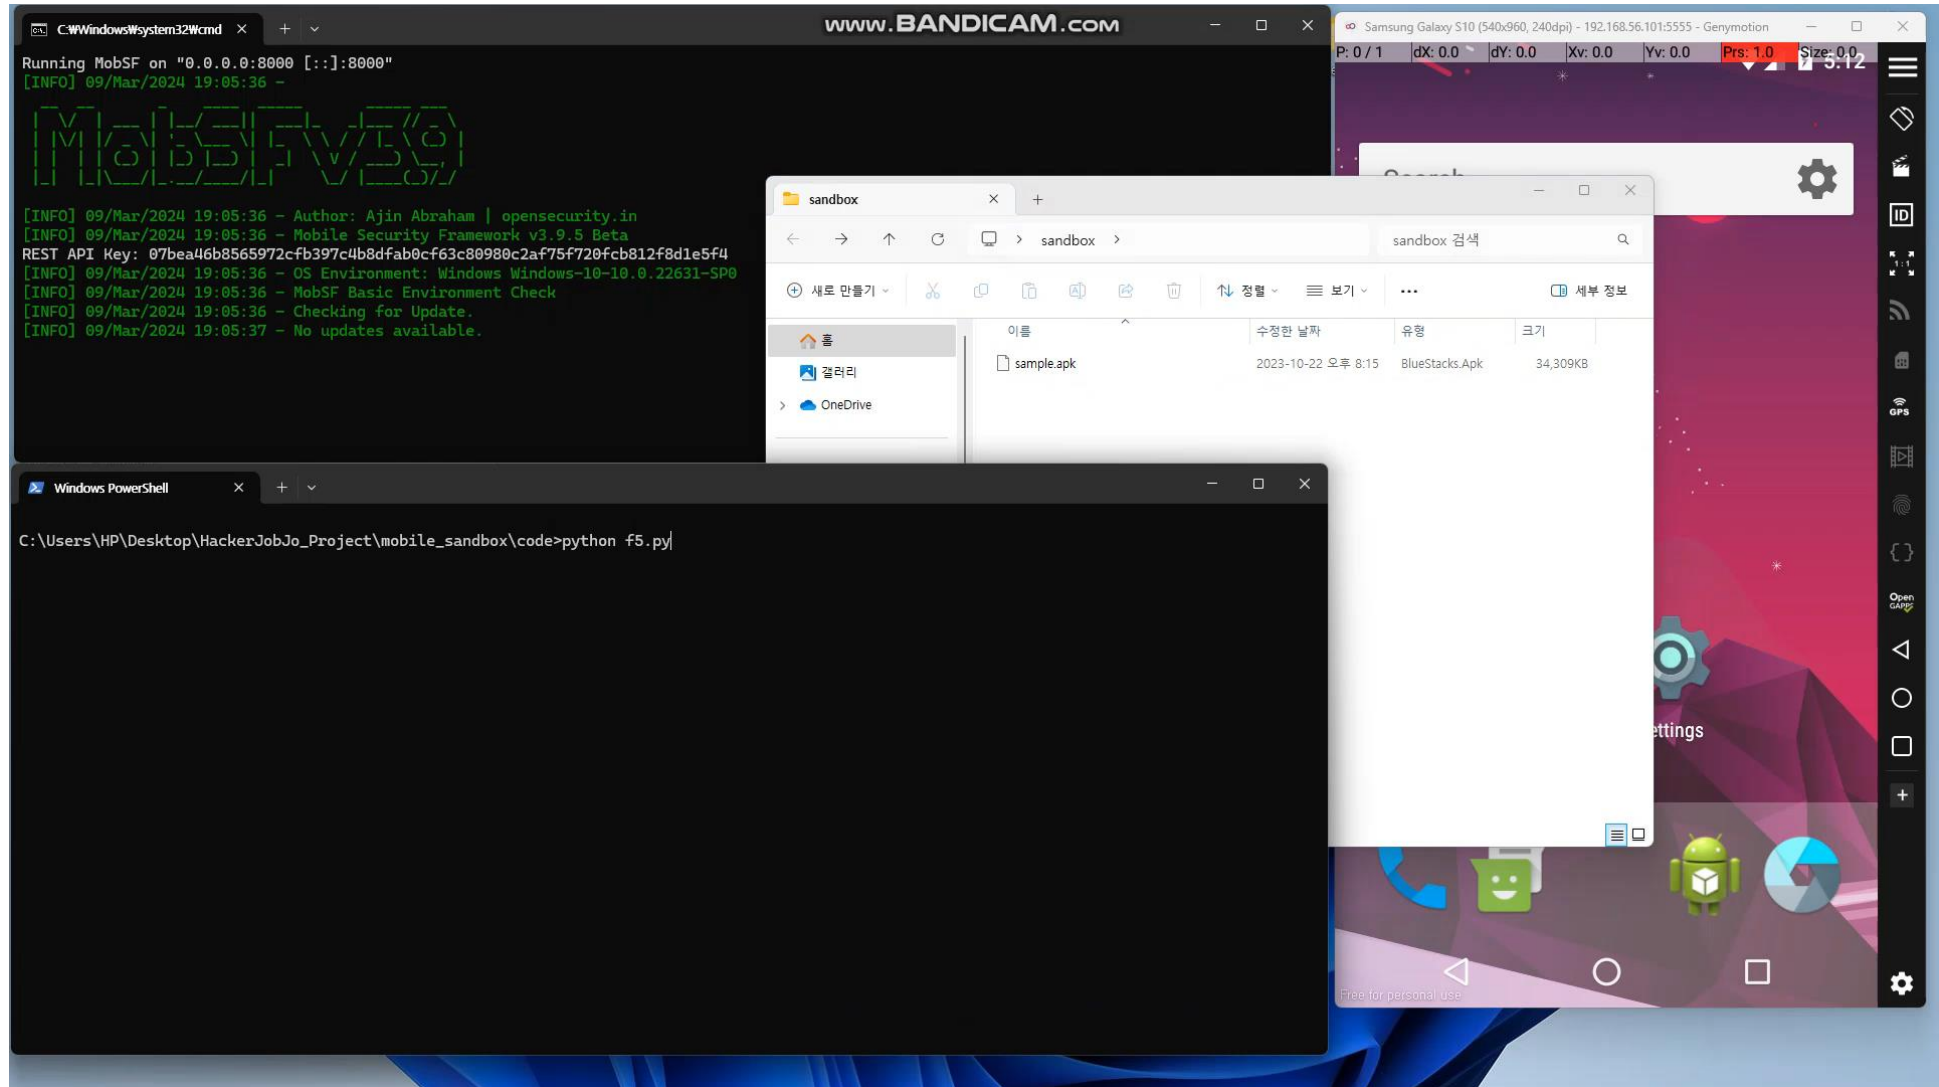 C:₩Windows₩system32₩cmd
www.BANDICAM.com
Running MobSF on "0.0.0.0:8000 [::]:8000"
[INFO] 09/Mar/2024 19:05:36 -
MobSF v3.9
[INFO] 09/Mar/2024 19:05:36 - Author: Ajin Abraham | opensecurity.in
[INFO] 09/Mar/2024 19:05:36 - Mobile Security Framework v3.9.5 Beta
REST API Key: 07bea46b8565972cfb397c4b8dfab0cf63c80980c2af75f720fcb812f8d1e5f4
[INFO] 09/Mar/2024 19:05:36 - OS Environment: Windows Windows-10-10.0.22631-SP0
[INFO] 09/Mar/2024 19:05:36 - MobSF Basic Environment Check
[INFO] 09/Mar/2024 19:05:36 - Checking for Update.
[INFO] 09/Mar/2024 19:05:37 - No updates available.
sandbox
sandbox
sandbox 검색
새로 만들기
정렬
보기
세부 정보
이름 수정한 날짜 유형 크기
sample.apk 2023-10-22 오후 8:15 BlueStacks.Apk 34,309KB
홈
갤러리
OneDrive
Windows PowerShell
C:\Users\HP\Desktop\HackerJobJo_Project\mobile_sandbox\code>python f5.py
Samsung Galaxy S10 (540x960, 240dpi) - 192.168.56.101:5555 - Genymotion
P: 0 / 1 dX: 0.0 dY: 0.0 Xv: 0.0 Yv: 0.0 Prs: 1.0 Size: 0.0
5:12
ID
1:1
GPS
Open
GAPPS
ettings
Free for personal use